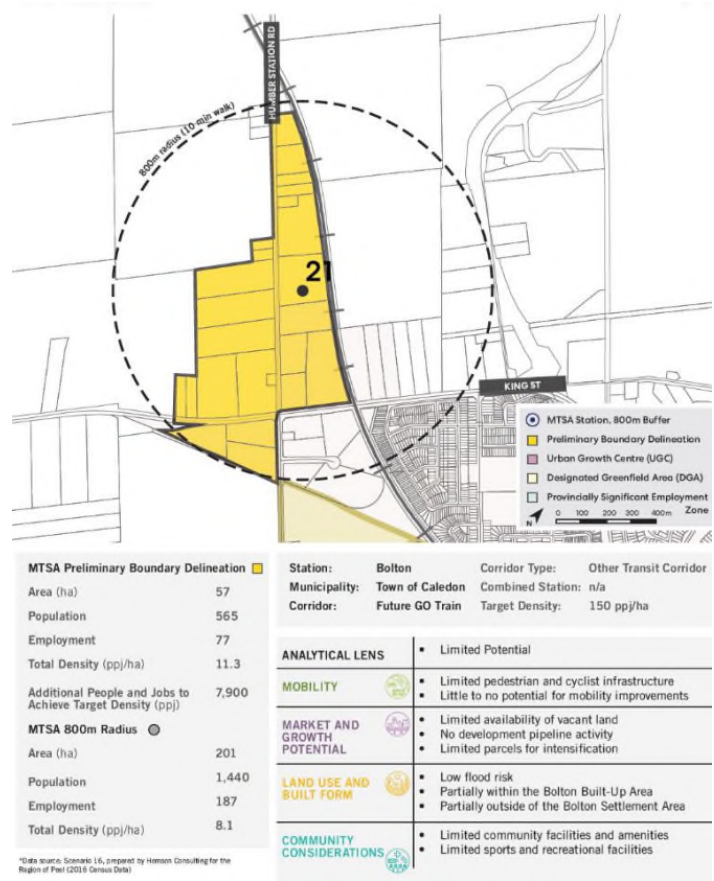 HUMBER STATION RD
800m radius (10 min walk)
21
KING ST
MTSA Station, 800m Buffer
Preliminary Boundary Delineation
Urban Growth Centre (UGC)
Designated Greenfield Area (DGA)
Provincially Significant Employment
Zone
0 100 200 300 400m
N
MTSA Preliminary Boundary Delineation
Area (ha) 57
Population 565
Employment 77
Total Density (ppj/ha) 11.3
Additional People and Jobs to 7,900
Achieve Target Density (ppj)
MTSA 800m Radius
Area (ha) 201
Population 1,440
Employment 187
Total Density (ppj/ha) 8.1
*Data source: Scenario 16, prepared by Hemson Consulting for the
Region of Peel (2016 Census Data)
Station: Bolton Corridor Type: Other Transit Corridor
Municipality: Town of Caledon Combined Station: n/a
Corridor: Future GO Train Target Density: 150 ppj/ha
ANALYTICAL LENS
▪ Limited Potential
MOBILITY
▪ Limited pedestrian and cyclist infrastructure
▪ Little to no potential for mobility improvements
MARKET AND
GROWTH
POTENTIAL
▪ Limited availability of vacant land
▪ No development pipeline activity
▪ Limited parcels for intensification
LAND USE AND
BUILT FORM
▪ Low flood risk
▪ Partially within the Bolton Built-Up Area
▪ Partially outside of the Bolton Settlement Area
COMMUNITY
CONSIDERATIONS
▪ Limited community facilities and amenities
▪ Limited sports and recreational facilities